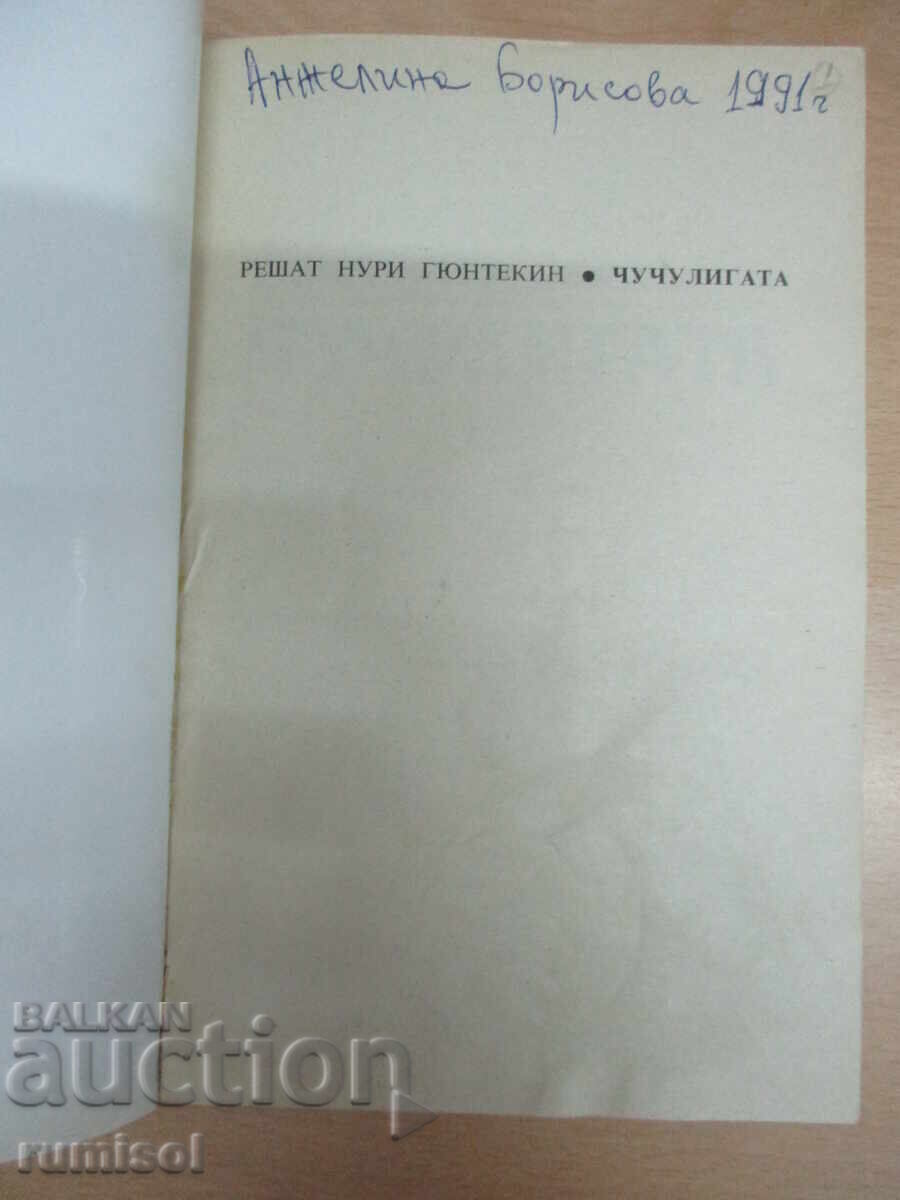 Анжелина Борисова 1991г
РЕШАТ НУРИ ГЮНТЕКИН • ЧУЧУЛИГАТА
BALKAN
auction
rumisol